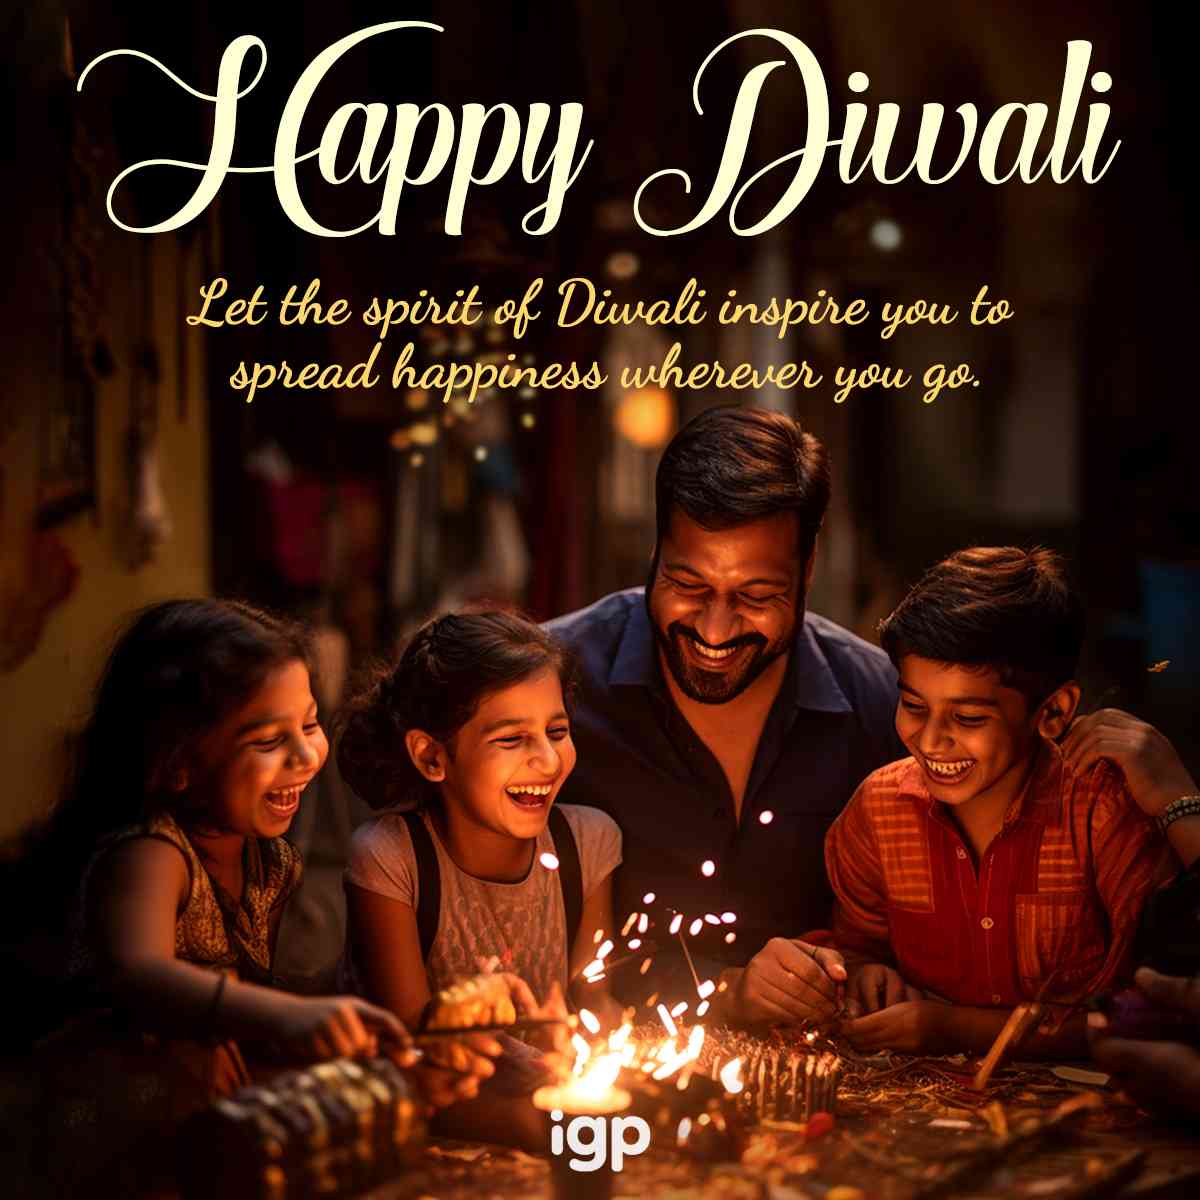 Happy Diwali
Let the spirit of Diwali inspire you to
spread happiness wherever you go.
igp